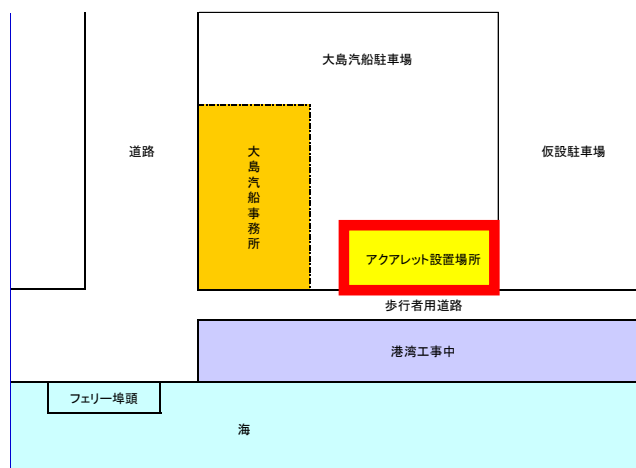 大島汽船駐車場
道路
大島汽船事務所
仮設駐車場
アクアレット設置場所
歩行者用道路
港湾工事中
フェリー埠頭
海